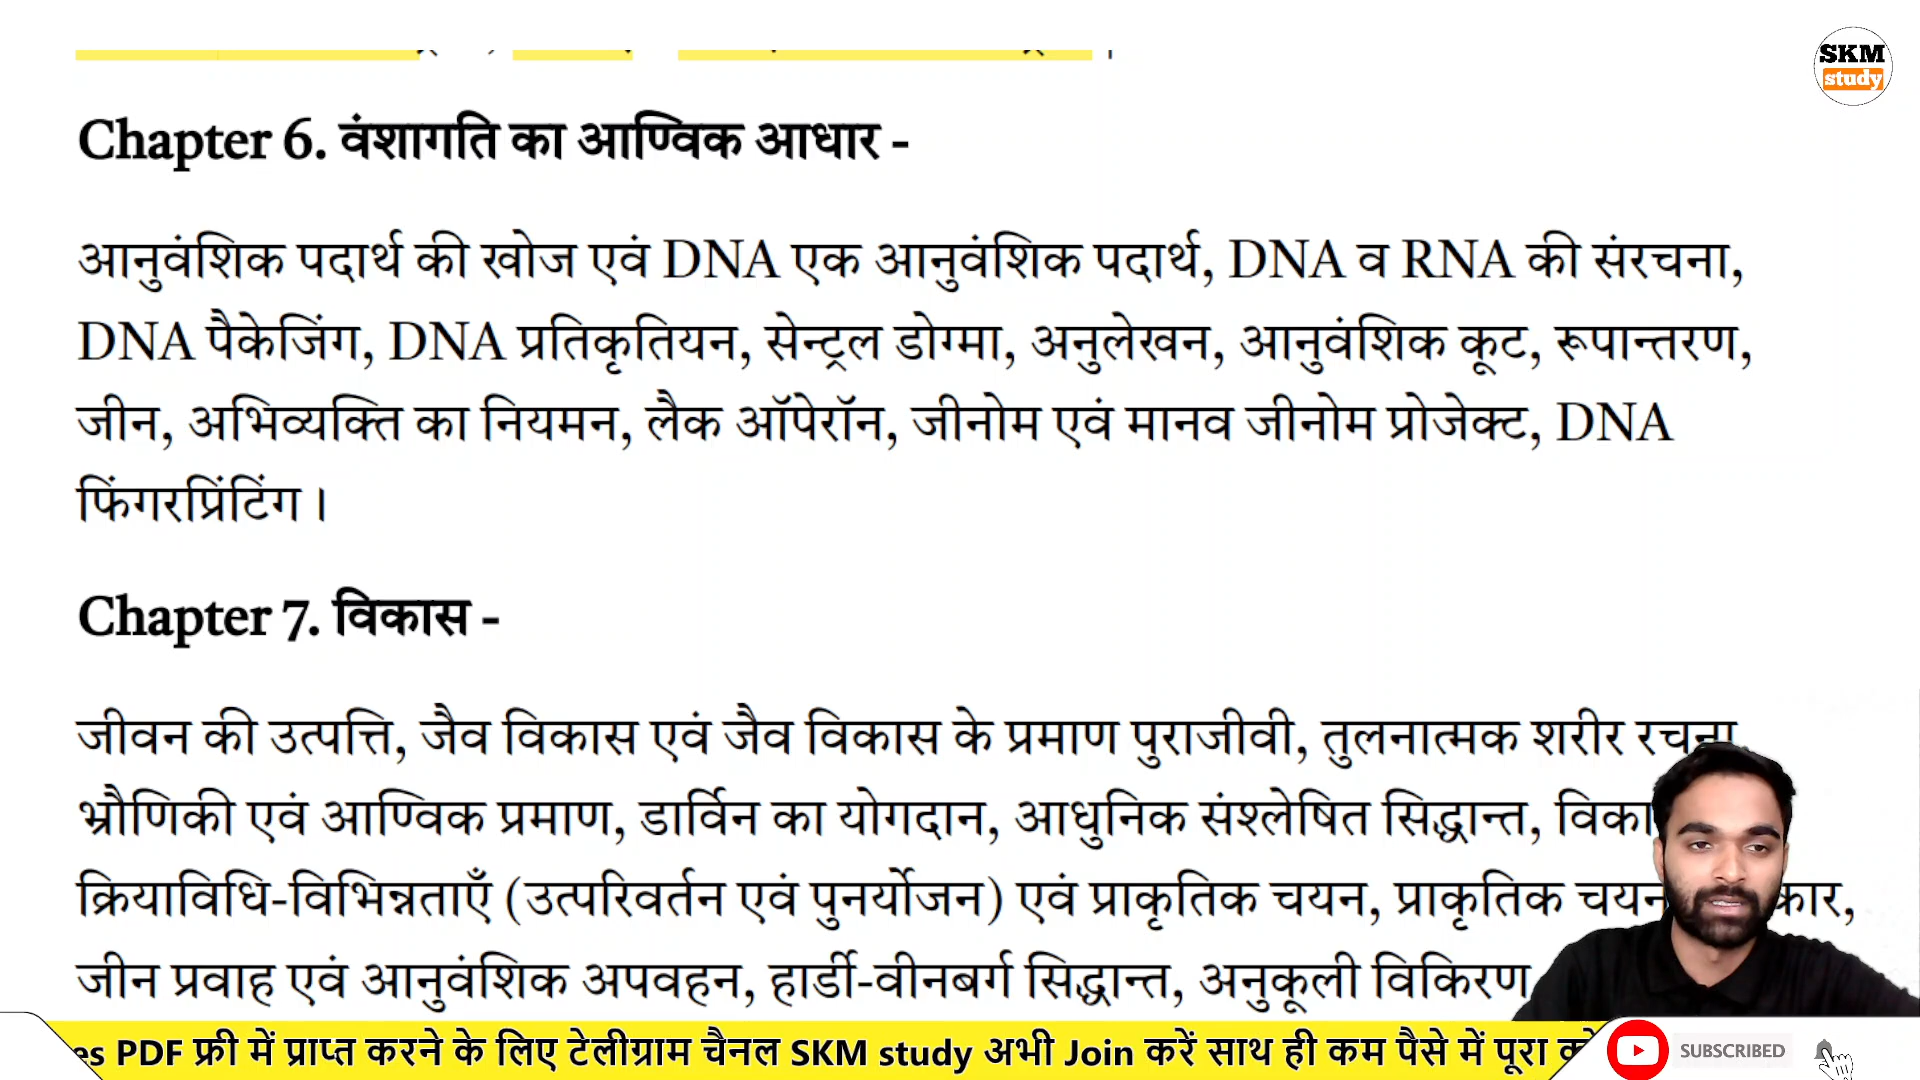 SKM
study
Chapter 6. वंशागति का आण्विक आधार -
आनुवंशिक पदार्थ की खोज एवं DNA एक आनुवंशिक पदार्थ, DNA व RNA की संरचना,
DNA पैकेजिंग, DNA प्रतिकृतियन, सेन्ट्रल डोग्मा, अनुलेखन, आनुवंशिक कूट, रूपान्तरण,
जीन, अभिव्यक्ति का नियमन, लैक ऑपेरॉन, जीनोम एवं मानव जीनोम प्रोजेक्ट, DNA
फिंगरप्रिंटिंग।
Chapter 7. विकास -
जीवन की उत्पत्ति, जैव विकास एवं जैव विकास के प्रमाण पुराजीवी, तुलनात्मक शरीर रचना
भ्रौणिकी एवं आण्विक प्रमाण, डार्विन का योगदान, आधुनिक संश्लेषित सिद्धान्त,
क्रियाविधि-विभिन्नताएँ (उत्परिवर्तन एवं पुनर्योजन) एवं प्राकृतिक चयन, प्राकृतिक चयन
जीन प्रवाह एवं आनुवंशिक अपवहन, हार्डी-वीनबर्ग सिद्धान्त, अनुकूली विकिरण
es PDF फ्री में प्राप्त करने के लिए टेलीग्राम चैनल SKM study अभी Join करें साथ ही कम पैसे में पूरा
SUBSCRIBED